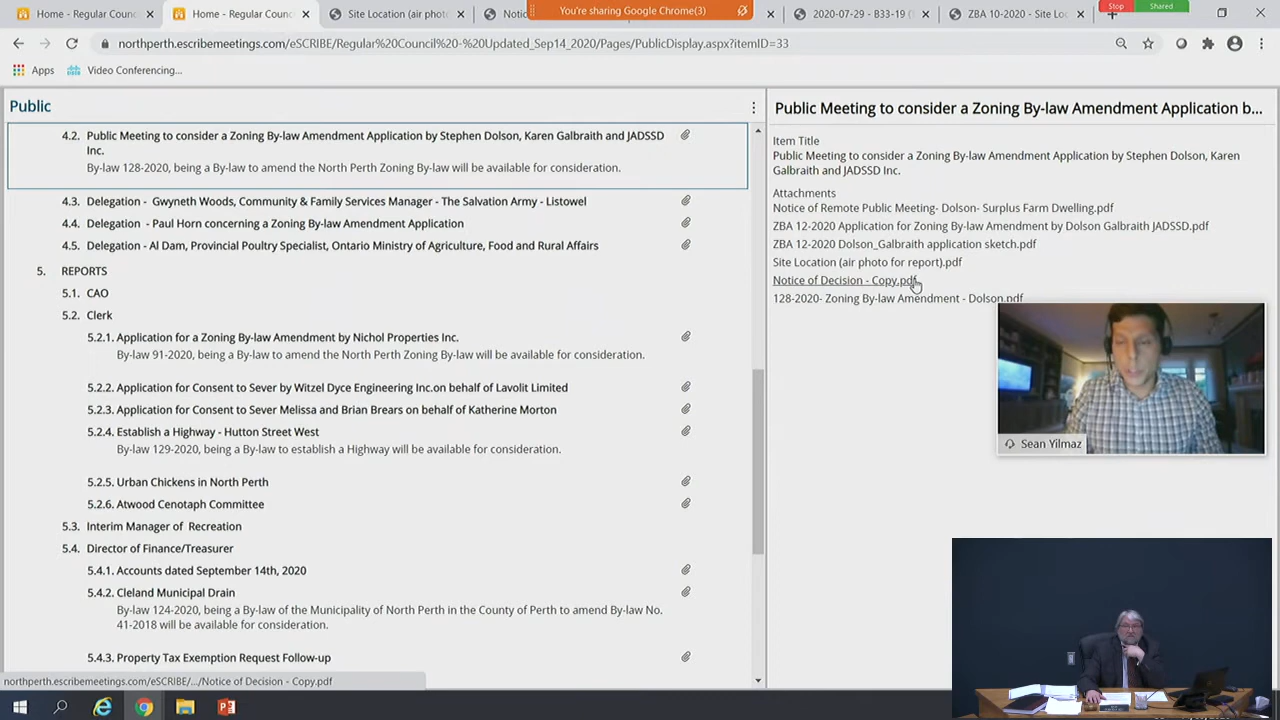 Home - Regular Counc
Home - Regular Counc
Site Location (air photo
Notic
You're sharing Google Chrome(3)
2020-07-29 - B33-19 (
ZBA 10-2020 - Site Loc
Stop
Shared
northperth.escribemeetings.com/eSCRIBE/Regular%20Council%20-%20Updated_Sep14_2020/Pages/PublicDisplay.aspx?itemID=33
Apps
Video Conferencing...
Public
4.2. Public Meeting to consider a Zoning By-law Amendment Application by Stephen Dolson, Karen Galbraith and JADSSD
Inc.
By-law 128-2020, being a By-law to amend the North Perth Zoning By-law will be available for consideration.
4.3. Delegation - Gwyneth Woods, Community & Family Services Manager - The Salvation Army - Listowel
4.4. Delegation - Paul Horn concerning a Zoning By-law Amendment Application
4.5. Delegation - Al Dam, Provincial Poultry Specialist, Ontario Ministry of Agriculture, Food and Rural Affairs
5. REPORTS
5.1. CAO
5.2. Clerk
5.2.1. Application for a Zoning By-law Amendment by Nichol Properties Inc.
By-law 91-2020, being a By-law to amend the North Perth Zoning By-law will be available for consideration.
5.2.2. Application for Consent to Sever by Witzel Dyce Engineering Inc.on behalf of Lavolit Limited
5.2.3. Application for Consent to Sever Melissa and Brian Brears on behalf of Katherine Morton
5.2.4. Establish a Highway - Hutton Street West
By-law 129-2020, being a By-law to establish a Highway will be available for consideration.
5.2.5. Urban Chickens in North Perth
5.2.6. Atwood Cenotaph Committee
5.3. Interim Manager of Recreation
5.4. Director of Finance/Treasurer
5.4.1. Accounts dated September 14th, 2020
5.4.2. Cleland Municipal Drain
By-law 124-2020, being a By-law of the Municipality of North Perth in the County of Perth to amend By-law No.
41-2018 will be available for consideration.
5.4.3. Property Tax Exemption Request Follow-up
northperth.escribemeetings.com/eSCRIBE/.../Notice of Decision - Copy.pdf
Public Meeting to consider a Zoning By-law Amendment Application b...
Item Title
Public Meeting to consider a Zoning By-law Amendment Application by Stephen Dolson, Karen
Galbraith and JADSSD Inc.
Attachments
Notice of Remote Public Meeting- Dolson- Surplus Farm Dwelling.pdf
ZBA 12-2020 Application for Zoning By-law Amendment by Dolson Galbraith JADSSD.pdf
ZBA 12-2020 Dolson_Galbraith application sketch.pdf
Site Location (air photo for report).pdf
Notice of Decision - Copy.pdf
128-2020- Zoning By-law Amendment - Dolson.pdf
Sean Yilmaz